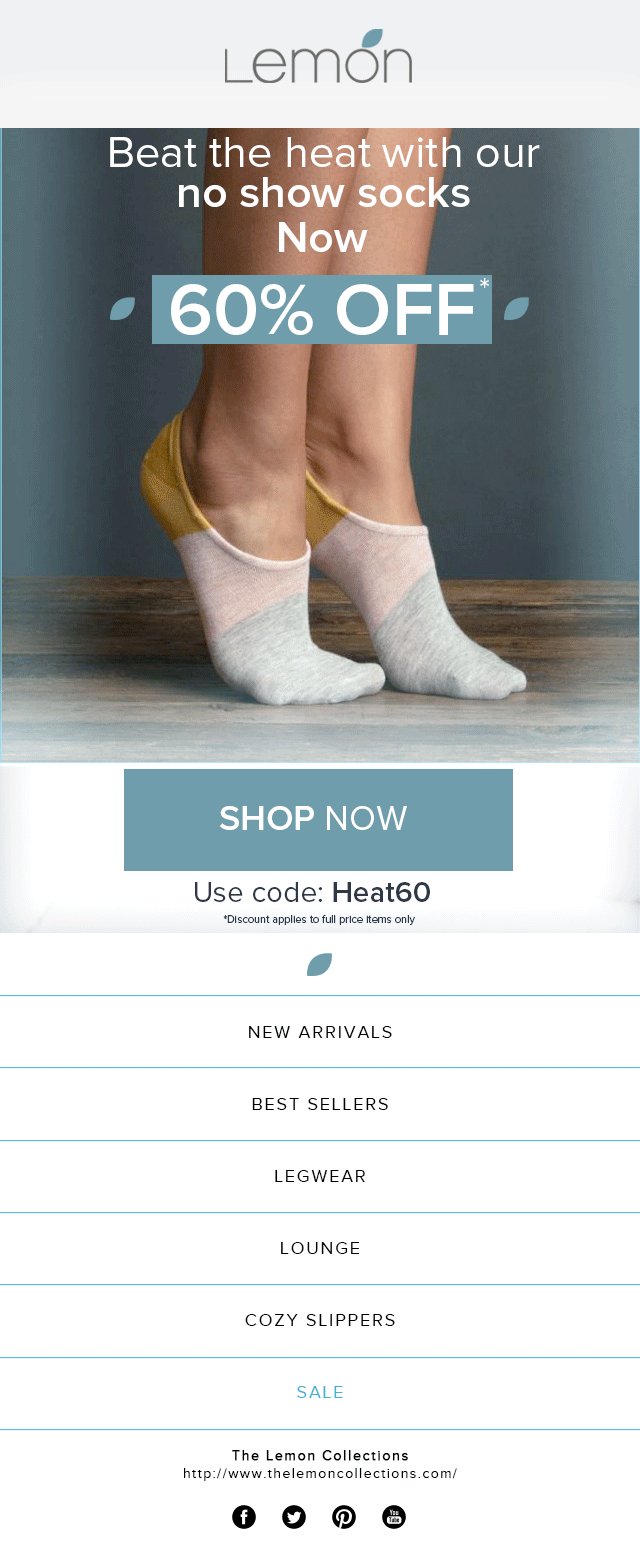 Lemon
Beat the heat with our
no show socks
Now
60% OFF*
SHOP NOW
Use code: Heat60
*Discount applies to full price items only
NEW ARRIVALS
BEST SELLERS
LEGWEAR
LOUNGE
COZY SLIPPERS
SALE
The Lemon Collections
http://www.thelemoncollections.com/
You
Tube